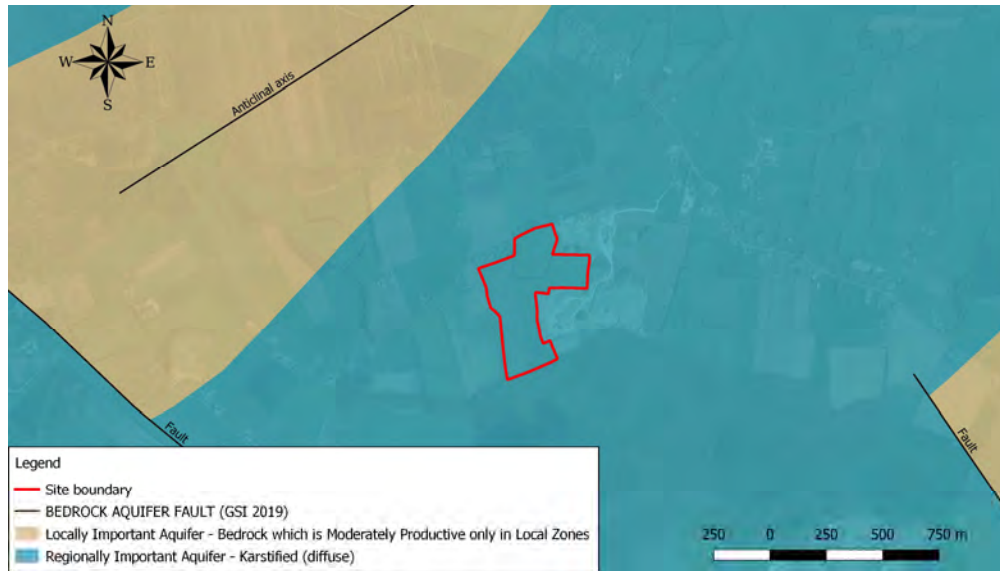 N
W E
S
Anticlinal axis
Fault
Fault
Legend
Site boundary
BEDROCK AQUIFER FAULT (GSI 2019)
Locally Important Aquifer - Bedrock which is Moderately Productive only in Local Zones
Regionally Important Aquifer - Karstified (diffuse)
250 0 250 500 750 m